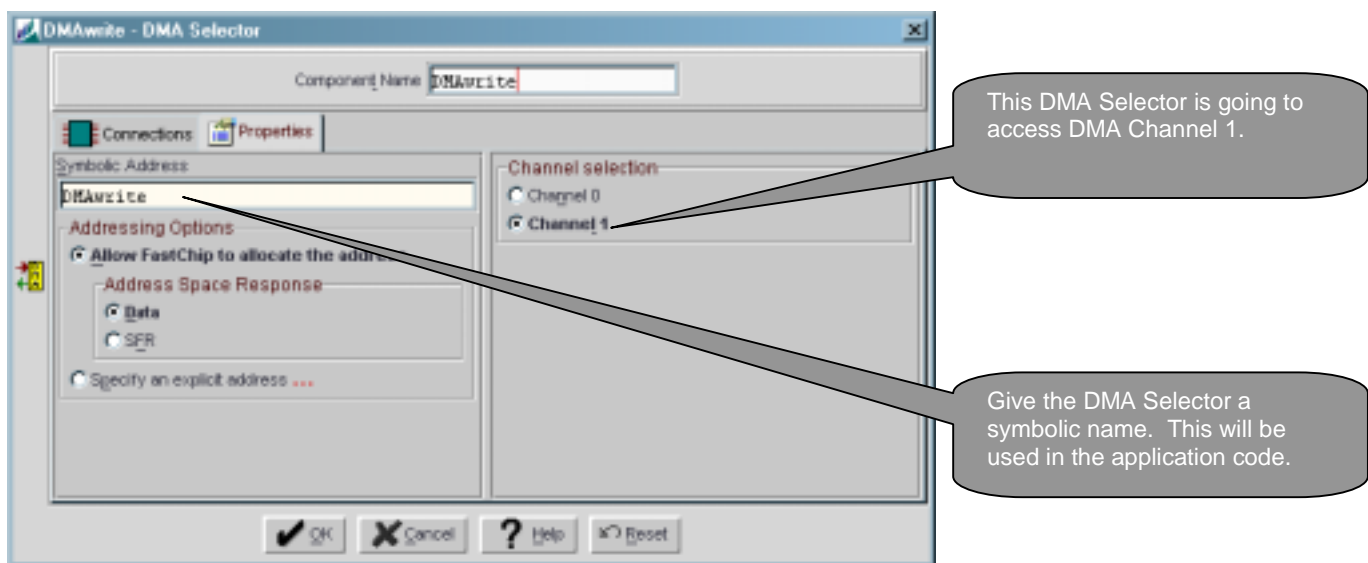 DMAwrite - DMA Selector
Component Name DMAwrite
Connections Properties
Symbolic Address
DMAwrite
Addressing Options
Allow FastChip to allocate the address
Address Space Response
Data
SFR
Specify an explicit address ...
Channel selection
Channel 0
Channel 1
OK Cancel Help Reset
This DMA Selector is going to
access DMA Channel 1.
Give the DMA Selector a
symbolic name. This will be
used in the application code.